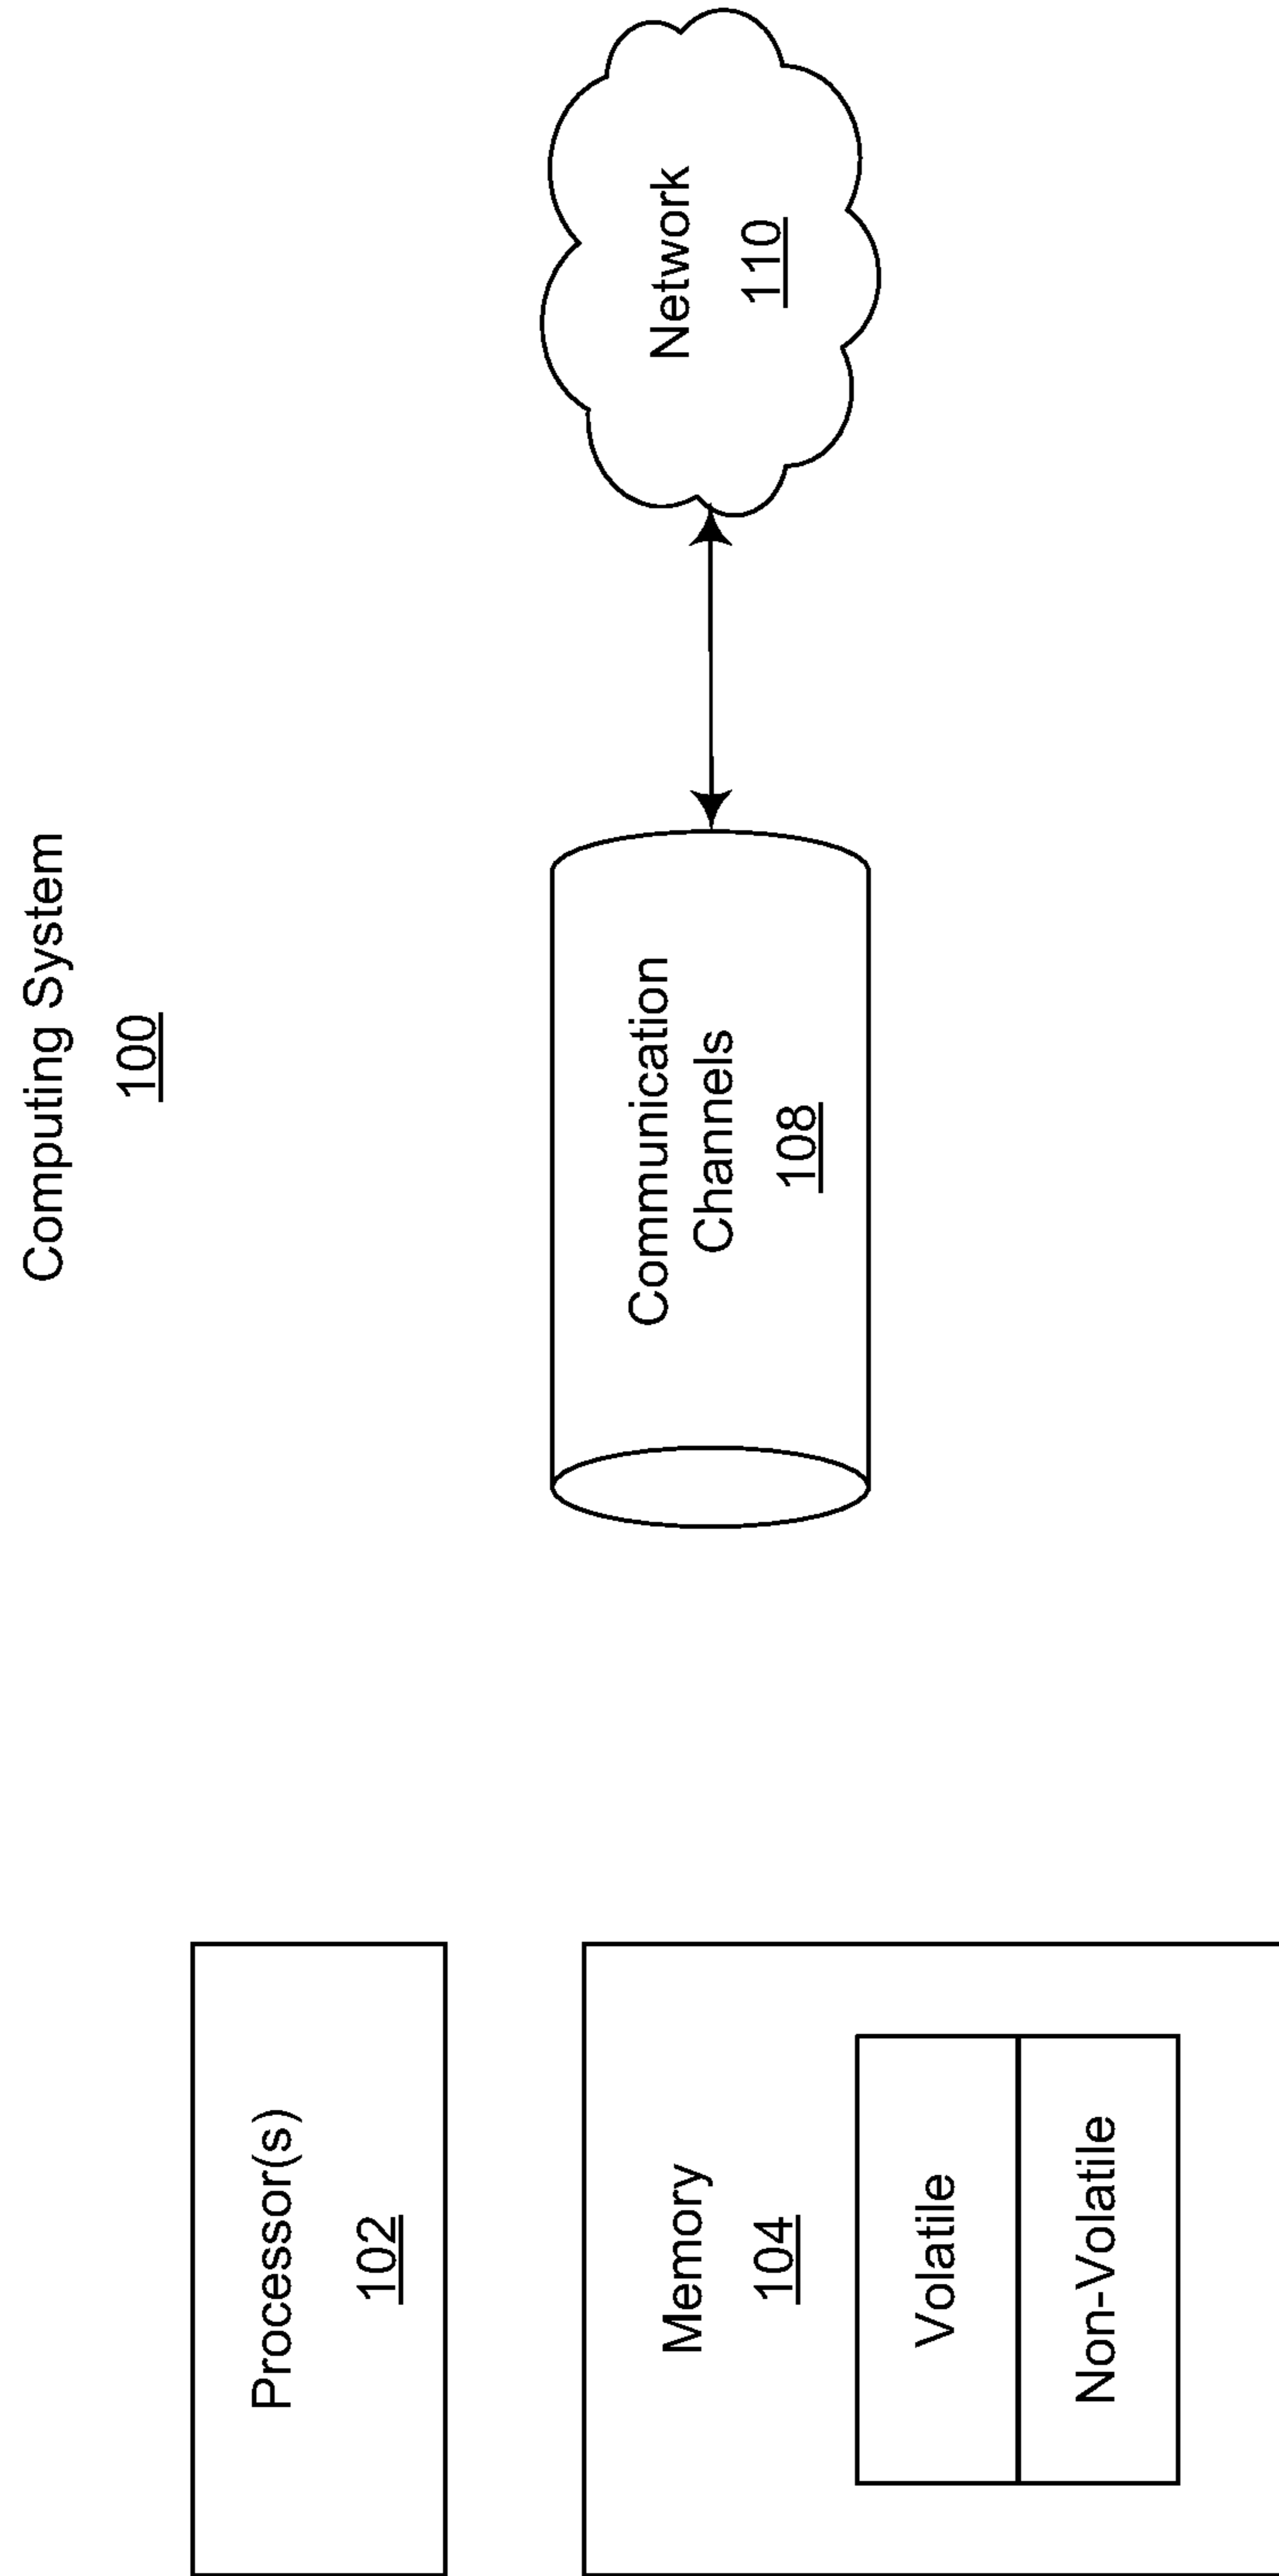 Computing System
100
Processor(s)
102
Memory
104
Volatile
Non-Volatile
Communication
Channels
108
Network
110